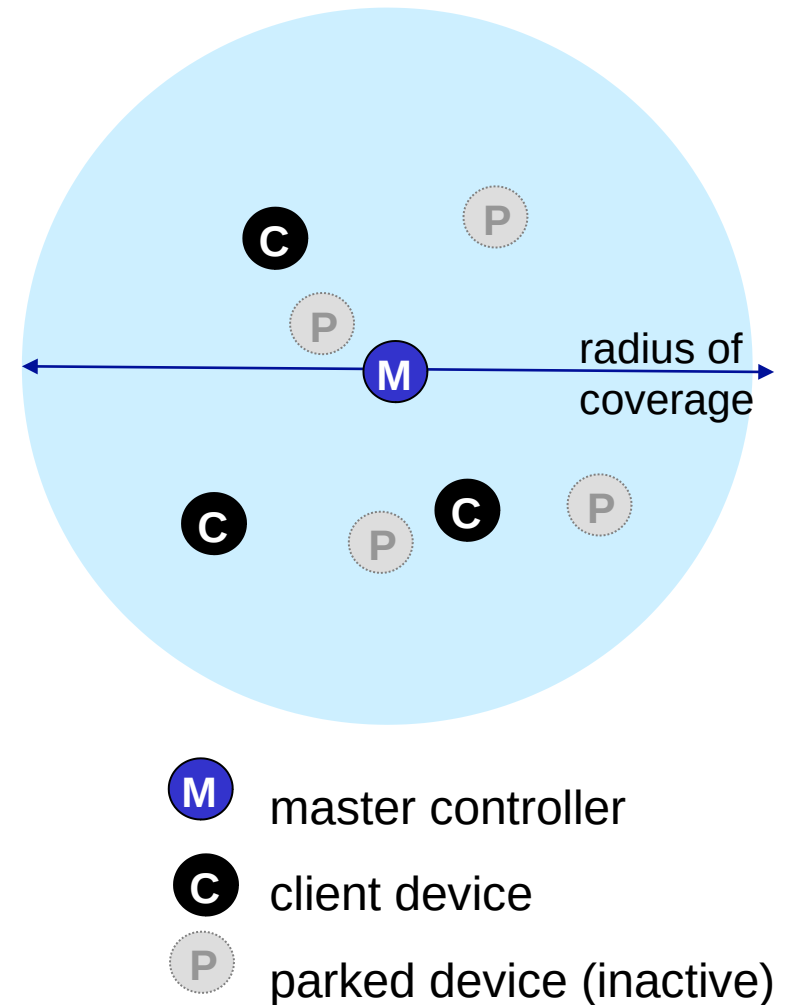 P
C
P
radius of
M
coverage
P
C
C
P
M master controller
C client device
P parked device (inactive)